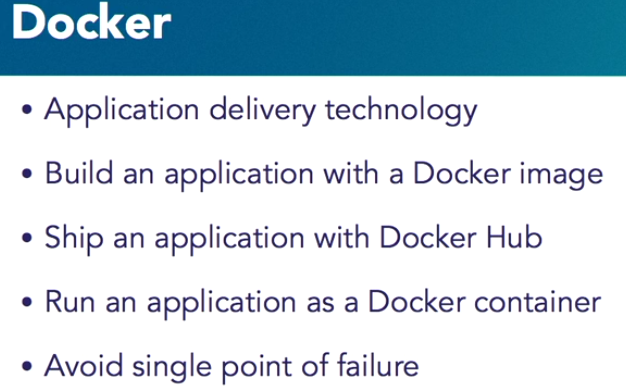 Docker
• Application delivery technology
• Build an application with a Docker image
• Ship an application with Docker Hub
• Run an application as a Docker container
• Avoid single point of failure